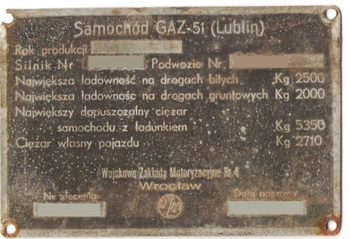 Samochód GAZ-51 (Lublin)
Rok produkcji
Silnik Nr Podwozie Nr.
Największa ładowność na drogach bitych Kg 2500
Największa ładowność na drogach gruntowych Kg 2000
Największy dopuszczalny ciężar
samochodu z ładunkiem Kg 5350
Ciężar własny pojazdu Kg 2710
Wojskowe Zakłady Motoryzacyjne Nr 4
Wrocław
Nr zlecenia Data naprawy